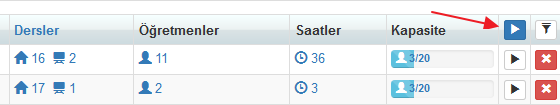 Dersler Öğretmenler Saatler Kapasite
16 2 11 36 3/20
17 1 2 3 3/20